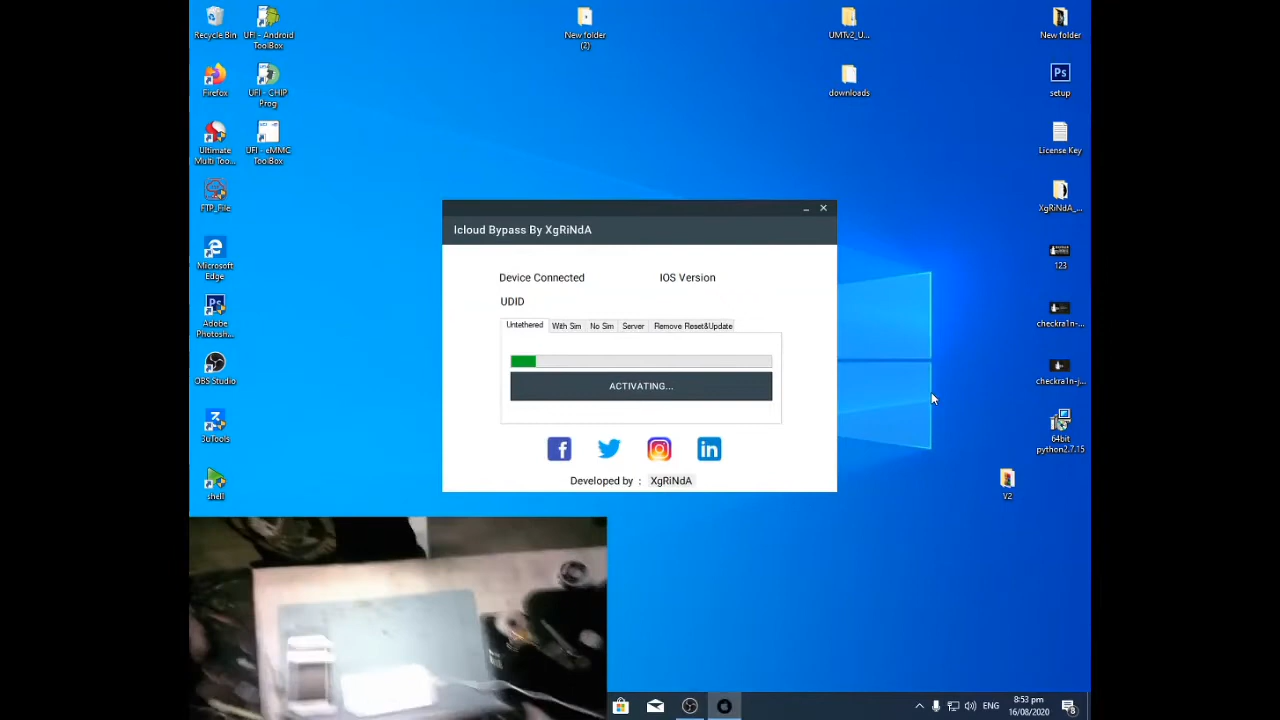 Recycle Bin
UFI - Android
ToolBox
New folder
(2)
UMTv2_U...
New folder
Firefox
UFI - CHIP
Prog
downloads
setup
Ultimate
Multi Too...
UFI - eMMC
ToolBox
License Key
FTP_File
XgRiNdA_...
Icloud Bypass By XgRiNdA
Microsoft
Edge
123
Device Connected
IOS Version
UDID
Adobe
Photosh...
checkra1n-...
Untethered
With Sim
No Sim
Server
Remove Reset&Update
OBS Studio
checkra1n-j...
ACTIVATING...
3uTools
64bit
python2.7.15
Developed by : XgRiNdA
shell
V2
ENG
8:53 pm
16/08/2020
8